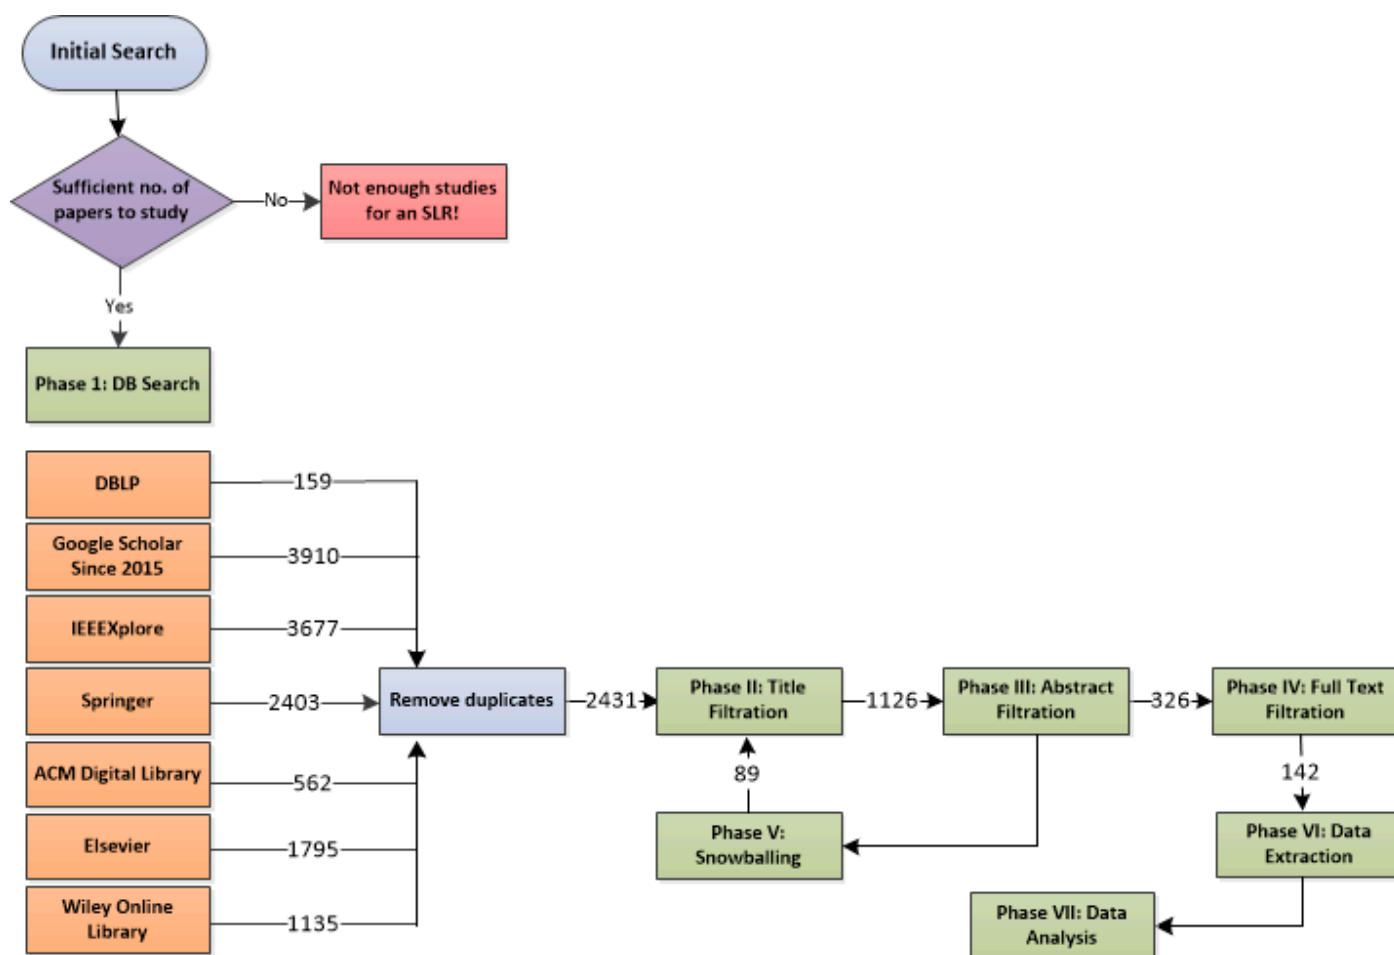 Initial Search
Sufficient no. of
papers to study
No
Not enough studies
for an SLR!
Yes
Phase 1: DB Search
DBLP
159
Google Scholar
Since 2015
3910
IEEEXplore
3677
Springer
2403
Remove duplicates
2431
Phase II: Title
Filtration
1126
Phase III: Abstract
Filtration
326
Phase IV: Full Text
Filtration
ACM Digital Library
562
89
142
Elsevier
1795
Phase V:
Snowballing
Phase VI: Data
Extraction
Wiley Online
Library
1135
Phase VII: Data
Analysis